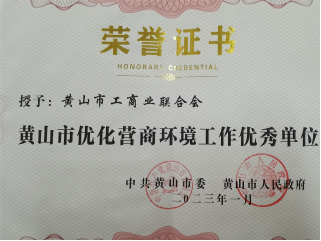 荣誉证书
HONORARY CREDENTIAL
授予：黄山市工商业联合会
黄山市优化营商环境工作优秀单位
中共黄山市委 黄山市人民政府
二〇二三年一月